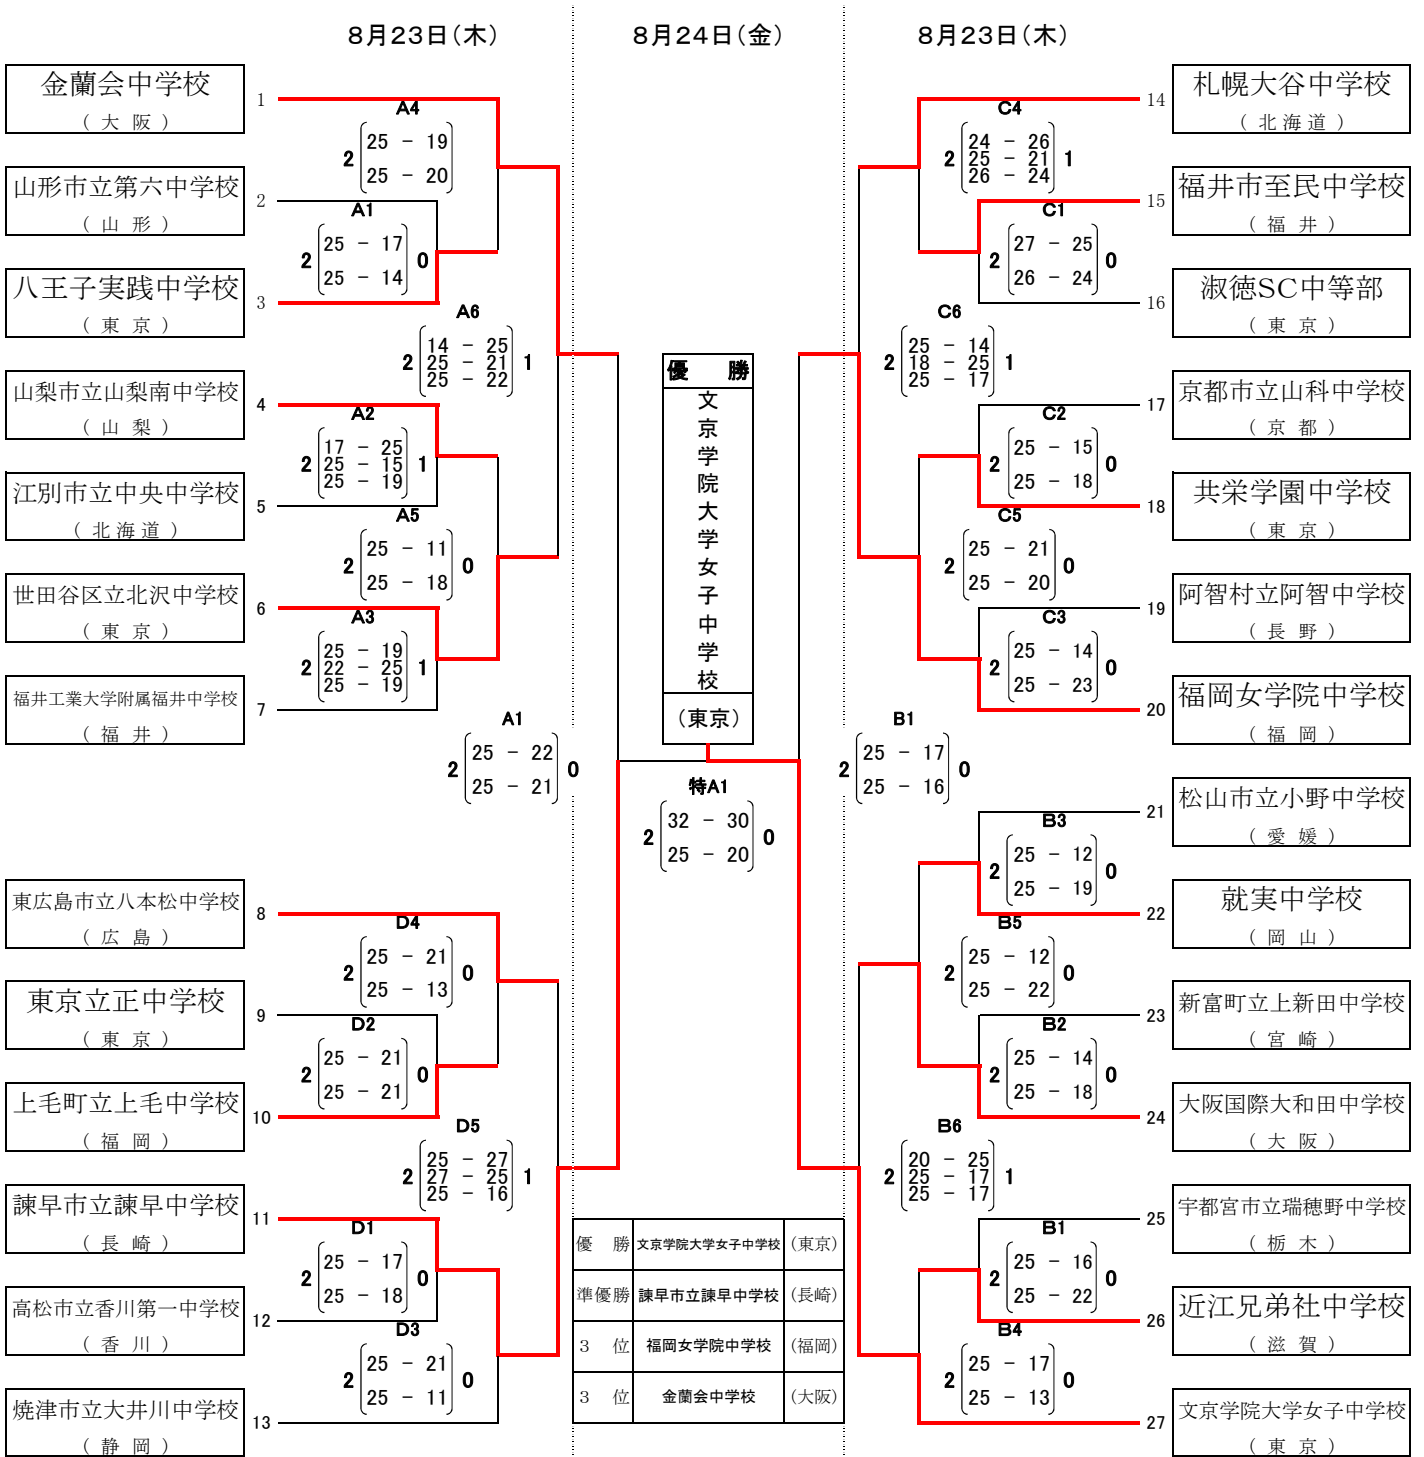 8月23日(木)
8月24日(金)
8月23日(木)
金蘭会中学校
(大阪)
1
山形市立第六中学校
(山形)
2
八王子実践中学校
(東京)
3
山梨市立山梨南中学校
(山梨)
4
江別市立中央中学校
(北海道)
5
世田谷区立北沢中学校
(東京)
6
福井工業大学附属福井中学校
(福井)
7
A4
25 - 19
2
25 - 20
A1
25 - 17
2 0
25 - 14
A6
14 - 25
2 25 - 21 1
25 - 22
A2
17 - 25
2 25 - 15 1
25 - 19
A5
25 - 11
2 0
25 - 18
A3
25 - 19
2 22 - 25 1
25 - 19
A1
25 - 22
2 0
25 - 21
東広島市立八本松中学校
(広島)
8
東京立正中学校
(東京)
9
上毛町立上毛中学校
(福岡)
10
諫早市立諫早中学校
(長崎)
11
高松市立香川第一中学校
(香川)
12
焼津市立大井川中学校
(静岡)
13
D4
25 - 21
2 0
25 - 13
D2
25 - 21
2 0
25 - 21
D5
25 - 27
2 27 - 25 1
25 - 16
D1
25 - 17
2 0
25 - 18
D3
25 - 21
2 0
25 - 11
優勝
文京学院大学女子中学校
(東京)
特A1
32 - 30
2 0
25 - 20
優勝 文京学院大学女子中学校 (東京)
準優勝 諫早市立諫早中学校 (長崎)
3位 福岡女学院中学校 (福岡)
3位 金蘭会中学校 (大阪)
C4
24 - 26
2 25 - 21 1
26 - 24
C1
27 - 25
2 0
26 - 24
C6
25 - 14
2 18 - 25 1
25 - 17
C2
25 - 15
2 0
25 - 18
C5
25 - 21
2 0
25 - 20
C3
25 - 14
2 0
25 - 23
B1
25 - 17
2 0
25 - 16
14
札幌大谷中学校
(北海道)
15
福井市至民中学校
(福井)
16
淑徳SC中等部
(東京)
17
京都市立山科中学校
(京都)
18
共栄学園中学校
(東京)
19
阿智村立阿智中学校
(長野)
20
福岡女学院中学校
(福岡)
B3
25 - 12
2 0
25 - 19
B5
25 - 12
2 0
25 - 22
B2
25 - 14
2 0
25 - 18
B6
20 - 25
2 25 - 17 1
25 - 17
B1
25 - 16
2 0
25 - 22
B4
25 - 17
2 0
25 - 13
21
松山市立小野中学校
(愛媛)
22
就実中学校
(岡山)
23
新富町立上新田中学校
(宮崎)
24
大阪国際大和田中学校
(大阪)
25
宇都宮市立瑞穂野中学校
(栃木)
26
近江兄弟社中学校
(滋賀)
27
文京学院大学女子中学校
(東京)